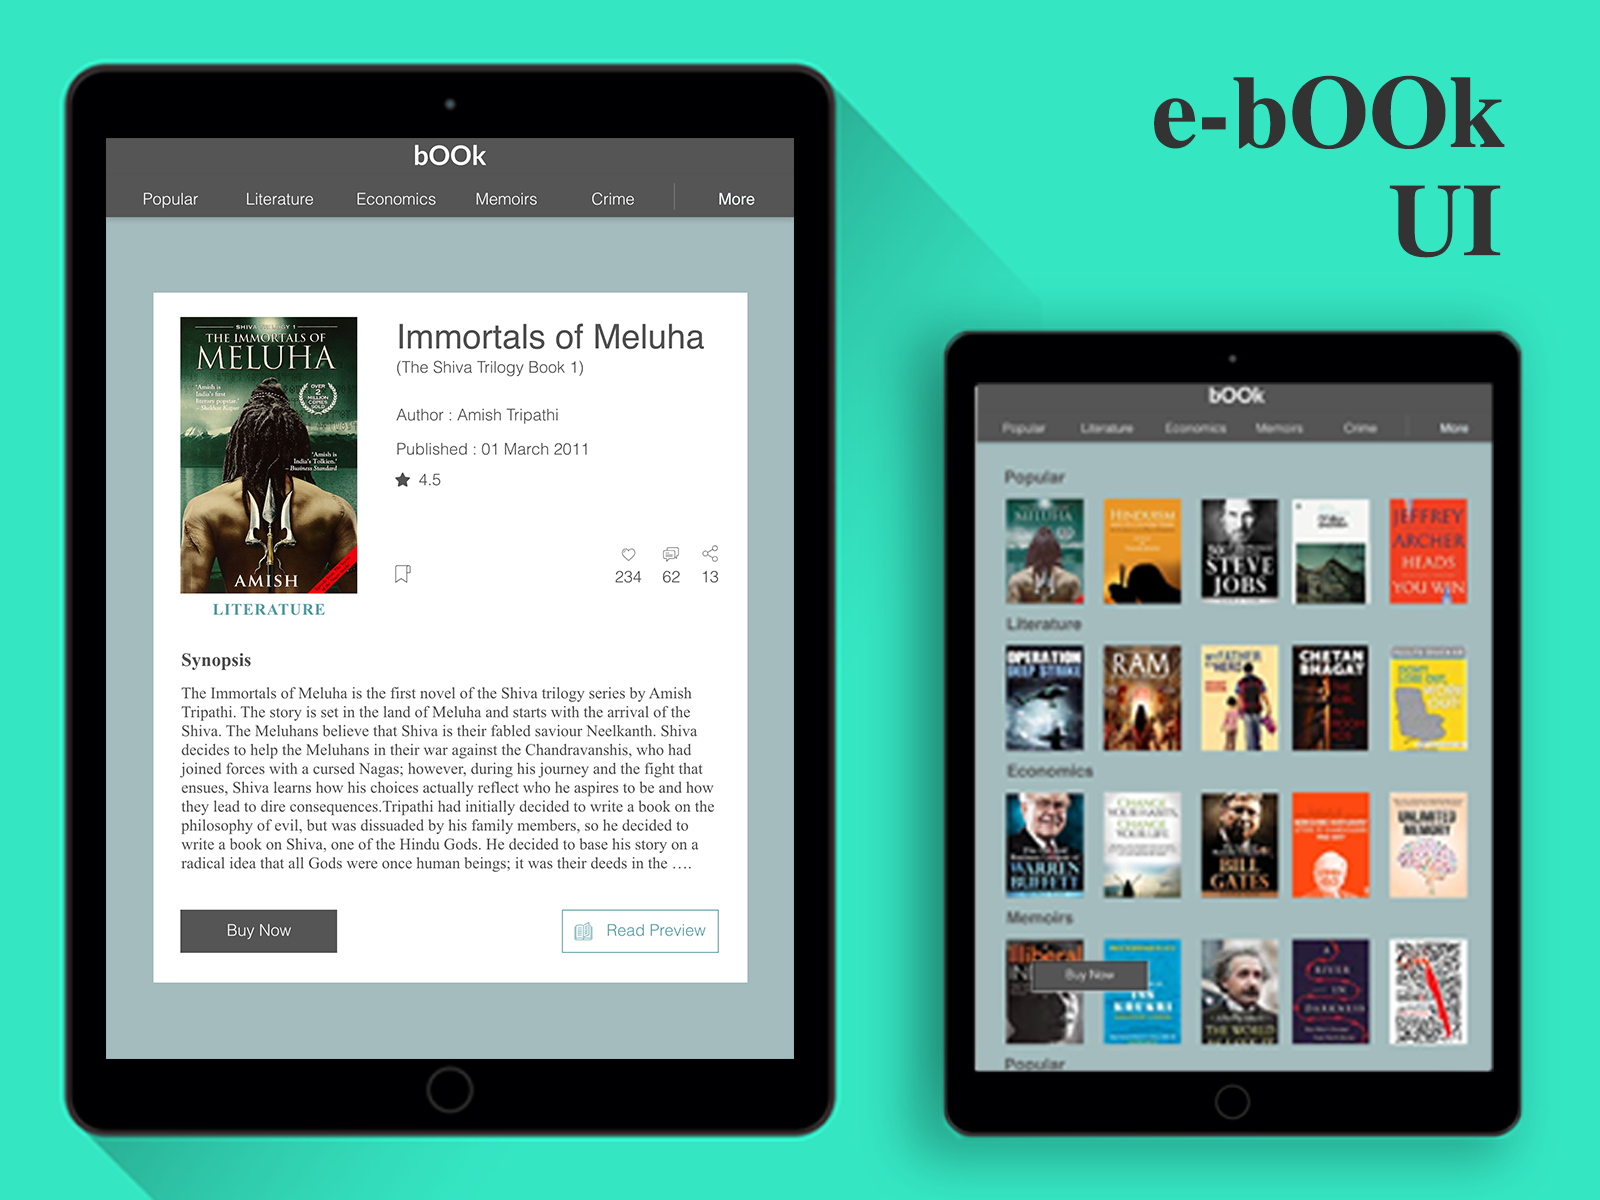 e-bOOk
UI
bOOk
Popular Literature Economics Memoirs Crime More
SHIVA TRILOGY 1
THE IMMORTALS OF
MELUHA
'Amish is
India's first
literary popstar.'
– Shekhar Kapur
OVER
2
MILLION
COPIES
SOLD
'Amish is
India's Tolkien.'
– Business Standard
AMISH
LITERATURE
Immortals of Meluha
(The Shiva Trilogy Book 1)
Author : Amish Tripathi
Published : 01 March 2011
4.5
234 62 13
Synopsis
The Immortals of Meluha is the first novel of the Shiva trilogy series by Amish
Tripathi. The story is set in the land of Meluha and starts with the arrival of the
Shiva. The Meluhans believe that Shiva is their fabled saviour Neelkanth. Shiva
decides to help the Meluhans in their war against the Chandravanshis, who had
joined forces with a cursed Nagas; however, during his journey and the fight that
ensues, Shiva learns how his choices actually reflect who he aspires to be and how
they lead to dire consequences.Tripathi had initially decided to write a book on the
philosophy of evil, but was dissuaded by his family members, so he decided to
write a book on Shiva, one of the Hindu Gods. He decided to base his story on a
radical idea that all Gods were once human beings; it was their deeds in the ….
Buy Now
Read Preview
bOOk
Popular Literature Economics Memoirs Crime More
Popular
MELUHA
HINDUISM
STEVE
JOBS
JEFFREY
ARCHER
HEADS
YOU WIN
Literature
OPERATION
DEEP STRIKE
RAM
MY FATHER
CHETAN
BHAGAT
Economics
WARREN
BUFFETT
CHANGE
YOUR HABITS,
CHANGE
YOUR LIFE
BILL
GATES
UNLIMITED
MEMORY
Memoirs
Buy Now
A
RIVER
IN
DARKNESS
THE WORLD
Popular